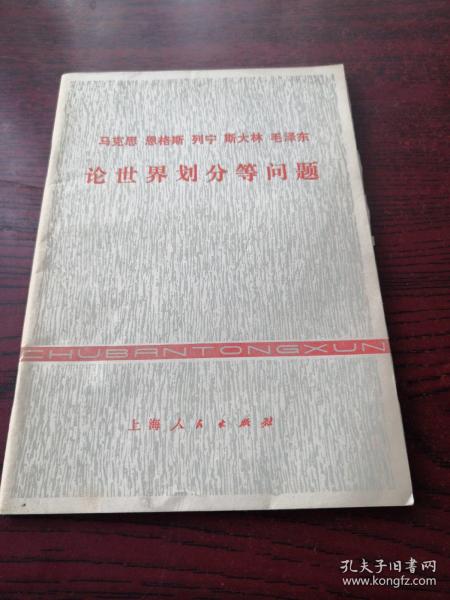 马克思 恩格斯 列宁 斯大林 毛泽东
论世界划分等问题
CHUBANTONGXUN
上海人民出版社
孔夫子旧书网
www.kongfz.com